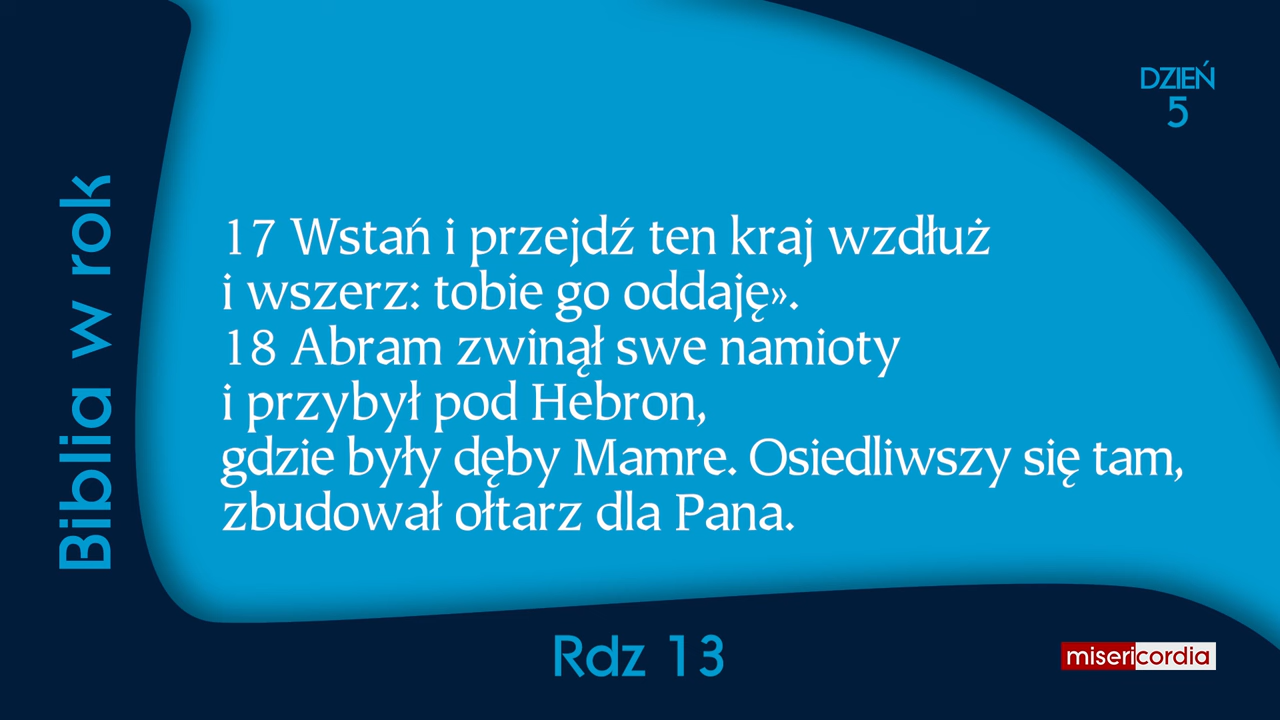 DZIEŃ
5
Biblia w rok
17 Wstań i przejdź ten kraj wzdłuż
i wszerz: tobie go oddaję».
18 Abram zwinął swe namioty
i przybył pod Hebron,
gdzie były dęby Mamre. Osiedliwszy się tam,
zbudował ołtarz dla Pana.
Rdz 13
misericordia